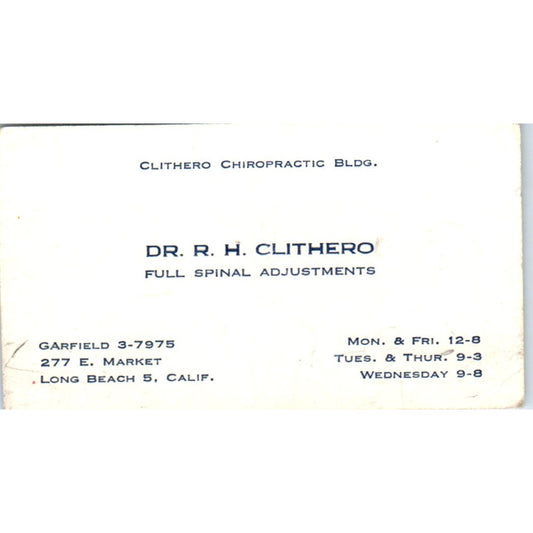 CLITHERO CHIROPRACTIC BLDG.
DR. R. H. CLITHERO
FULL SPINAL ADJUSTMENTS
GARFIELD 3-7975
277 E. MARKET
LONG BEACH 5, CALIF.
MON. & FRI. 12-8
TUES. & THUR. 9-3
WEDNESDAY 9-8